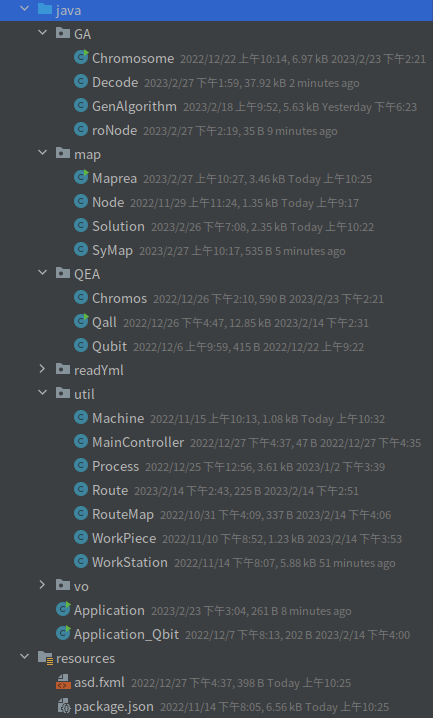 java
GA
Chromosome 2022/12/22 上午10:14, 6.97 kB 2023/2/23 下午2:21
Decode 2023/2/27 下午1:59, 37.92 kB 2 minutes ago
GenAlgorithm 2023/2/18 上午9:52, 5.63 kB Yesterday 下午6:23
roNode 2023/2/27 下午2:19, 35 B 9 minutes ago
map
Maprea 2023/2/27 上午10:27, 3.46 kB Today 上午10:25
Node 2022/11/29 上午11:24, 1.35 kB Today 上午9:17
Solution 2023/2/26 下午7:08, 2.35 kB Today 上午10:22
SyMap 2023/2/27 上午10:17, 535 B 5 minutes ago
QEA
Chromos 2022/12/26 下午2:10, 590 B 2023/2/23 下午2:21
Qall 2022/12/26 下午4:47, 12.85 kB 2023/2/14 下午2:31
Qubit 2022/12/6 上午9:59, 415 B 2022/12/22 上午9:22
readYml
util
Machine 2022/11/15 上午10:13, 1.08 kB Today 上午10:32
MainController 2022/12/27 下午4:37, 47 B 2022/12/27 下午4:35
Process 2022/12/25 下午12:56, 3.61 kB 2023/1/2 下午3:39
Route 2023/2/14 下午2:43, 225 B 2023/2/14 下午2:51
RouteMap 2022/10/31 下午4:09, 337 B 2023/2/14 下午4:06
WorkPiece 2022/11/10 下午8:52, 1.23 kB 2023/2/14 下午3:53
WorkStation 2022/11/14 下午8:07, 5.88 kB 51 minutes ago
vo
Application 2023/2/23 下午3:04, 261 B 8 minutes ago
Application_Qbit 2022/12/7 下午8:13, 202 B 2023/2/14 下午4:00
resources
asd.fxml 2022/12/27 下午4:37, 398 B Today 上午10:25
package.json 2022/11/14 下午8:05, 6.56 kB Today 上午10:25